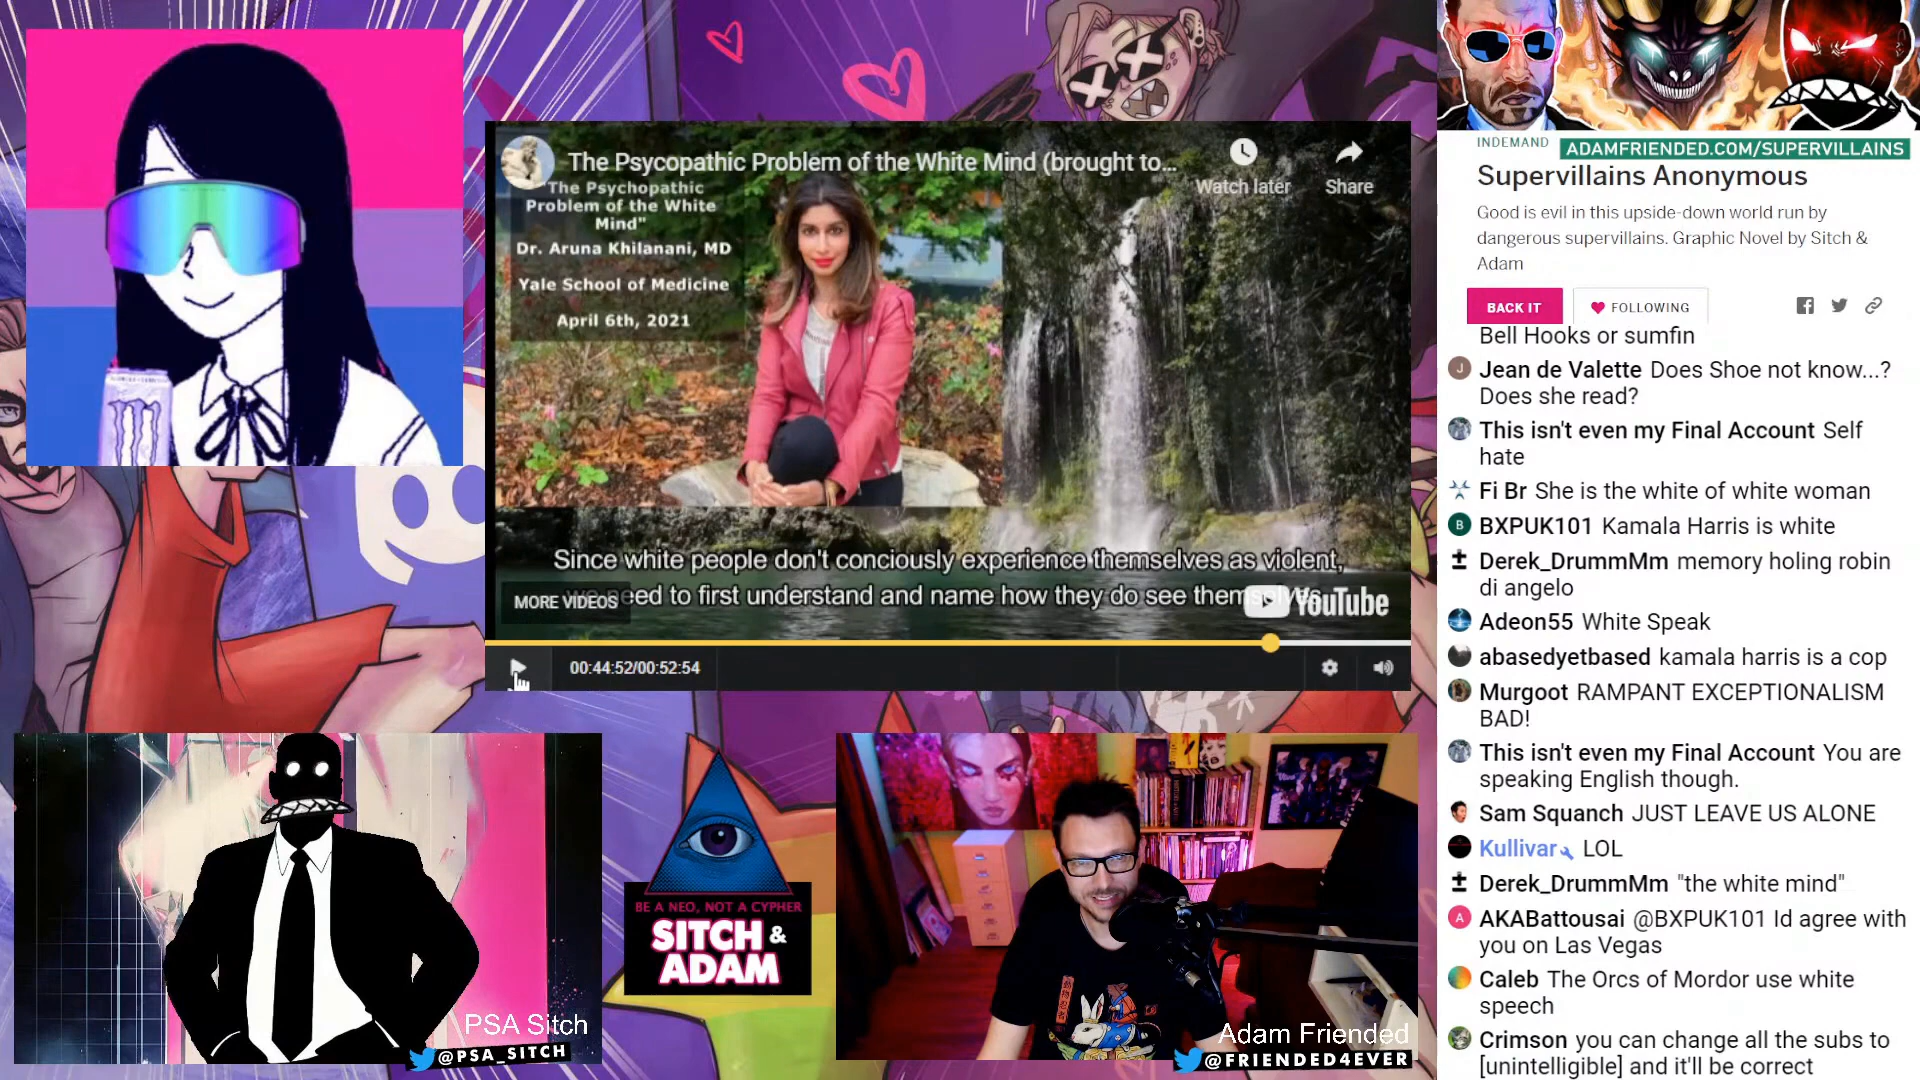 The Psycopathic Problem of the White Mind (brought to...
Watch later
Share
"The Psychopathic
Problem of the White
Mind"
Dr. Aruna Khilanani, MD
Yale School of Medicine
April 6th, 2021
Since white people don't conciously experience themselves as violent,
need to first understand and name how they do see themselves
MORE VIDEOS
YouTube
00:44:52/00:52:54
BE A NEO, NOT A CYPHER
SITCH &
ADAM
PSA Sitch
@PSA_SITCH
Adam Friended
@FRIENDED4EVER
INDEMAND
ADAMFRIENDED.COM/SUPERVILLAINS
Supervillains Anonymous
Good is evil in this upside-down world run by
dangerous supervillains. Graphic Novel by Sitch &
Adam
BACK IT
FOLLOWING
Bell Hooks or sumfin
J Jean de Valette Does Shoe not know...?
Does she read?
This isn't even my Final Account Self
hate
Fi Br She is the white of white woman
B BXPUK101 Kamala Harris is white
Derek_DrummMm memory holing robin
di angelo
Adeon55 White Speak
abasedyetbased kamala harris is a cop
Murgoot RAMPANT EXCEPTIONALISM
BAD!
This isn't even my Final Account You are
speaking English though.
Sam Squanch JUST LEAVE US ALONE
Kullivar LOL
Derek_DrummMm "the white mind"
A AKABattousai @BXPUK101 Id agree with
you on Las Vegas
Caleb The Orcs of Mordor use white
speech
Crimson you can change all the subs to
[unintelligible] and it'll be correct